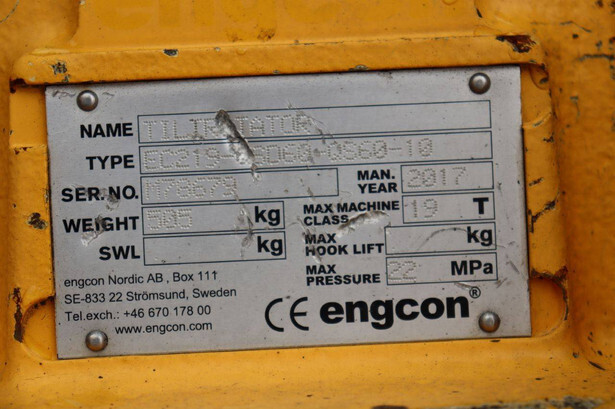 NAME
TYPE
SER. NO. M78679 MAN. YEAR 2017
WEIGHT kg MAX MACHINE CLASS 19 T
SWL kg MAX HOOK LIFT kg
MAX PRESSURE 22 MPa
engcon Nordic AB , Box 111
SE-833 22 Strömsund, Sweden
Tel.exch.: +46 670 178 00
www.engcon.com
CE engcon®